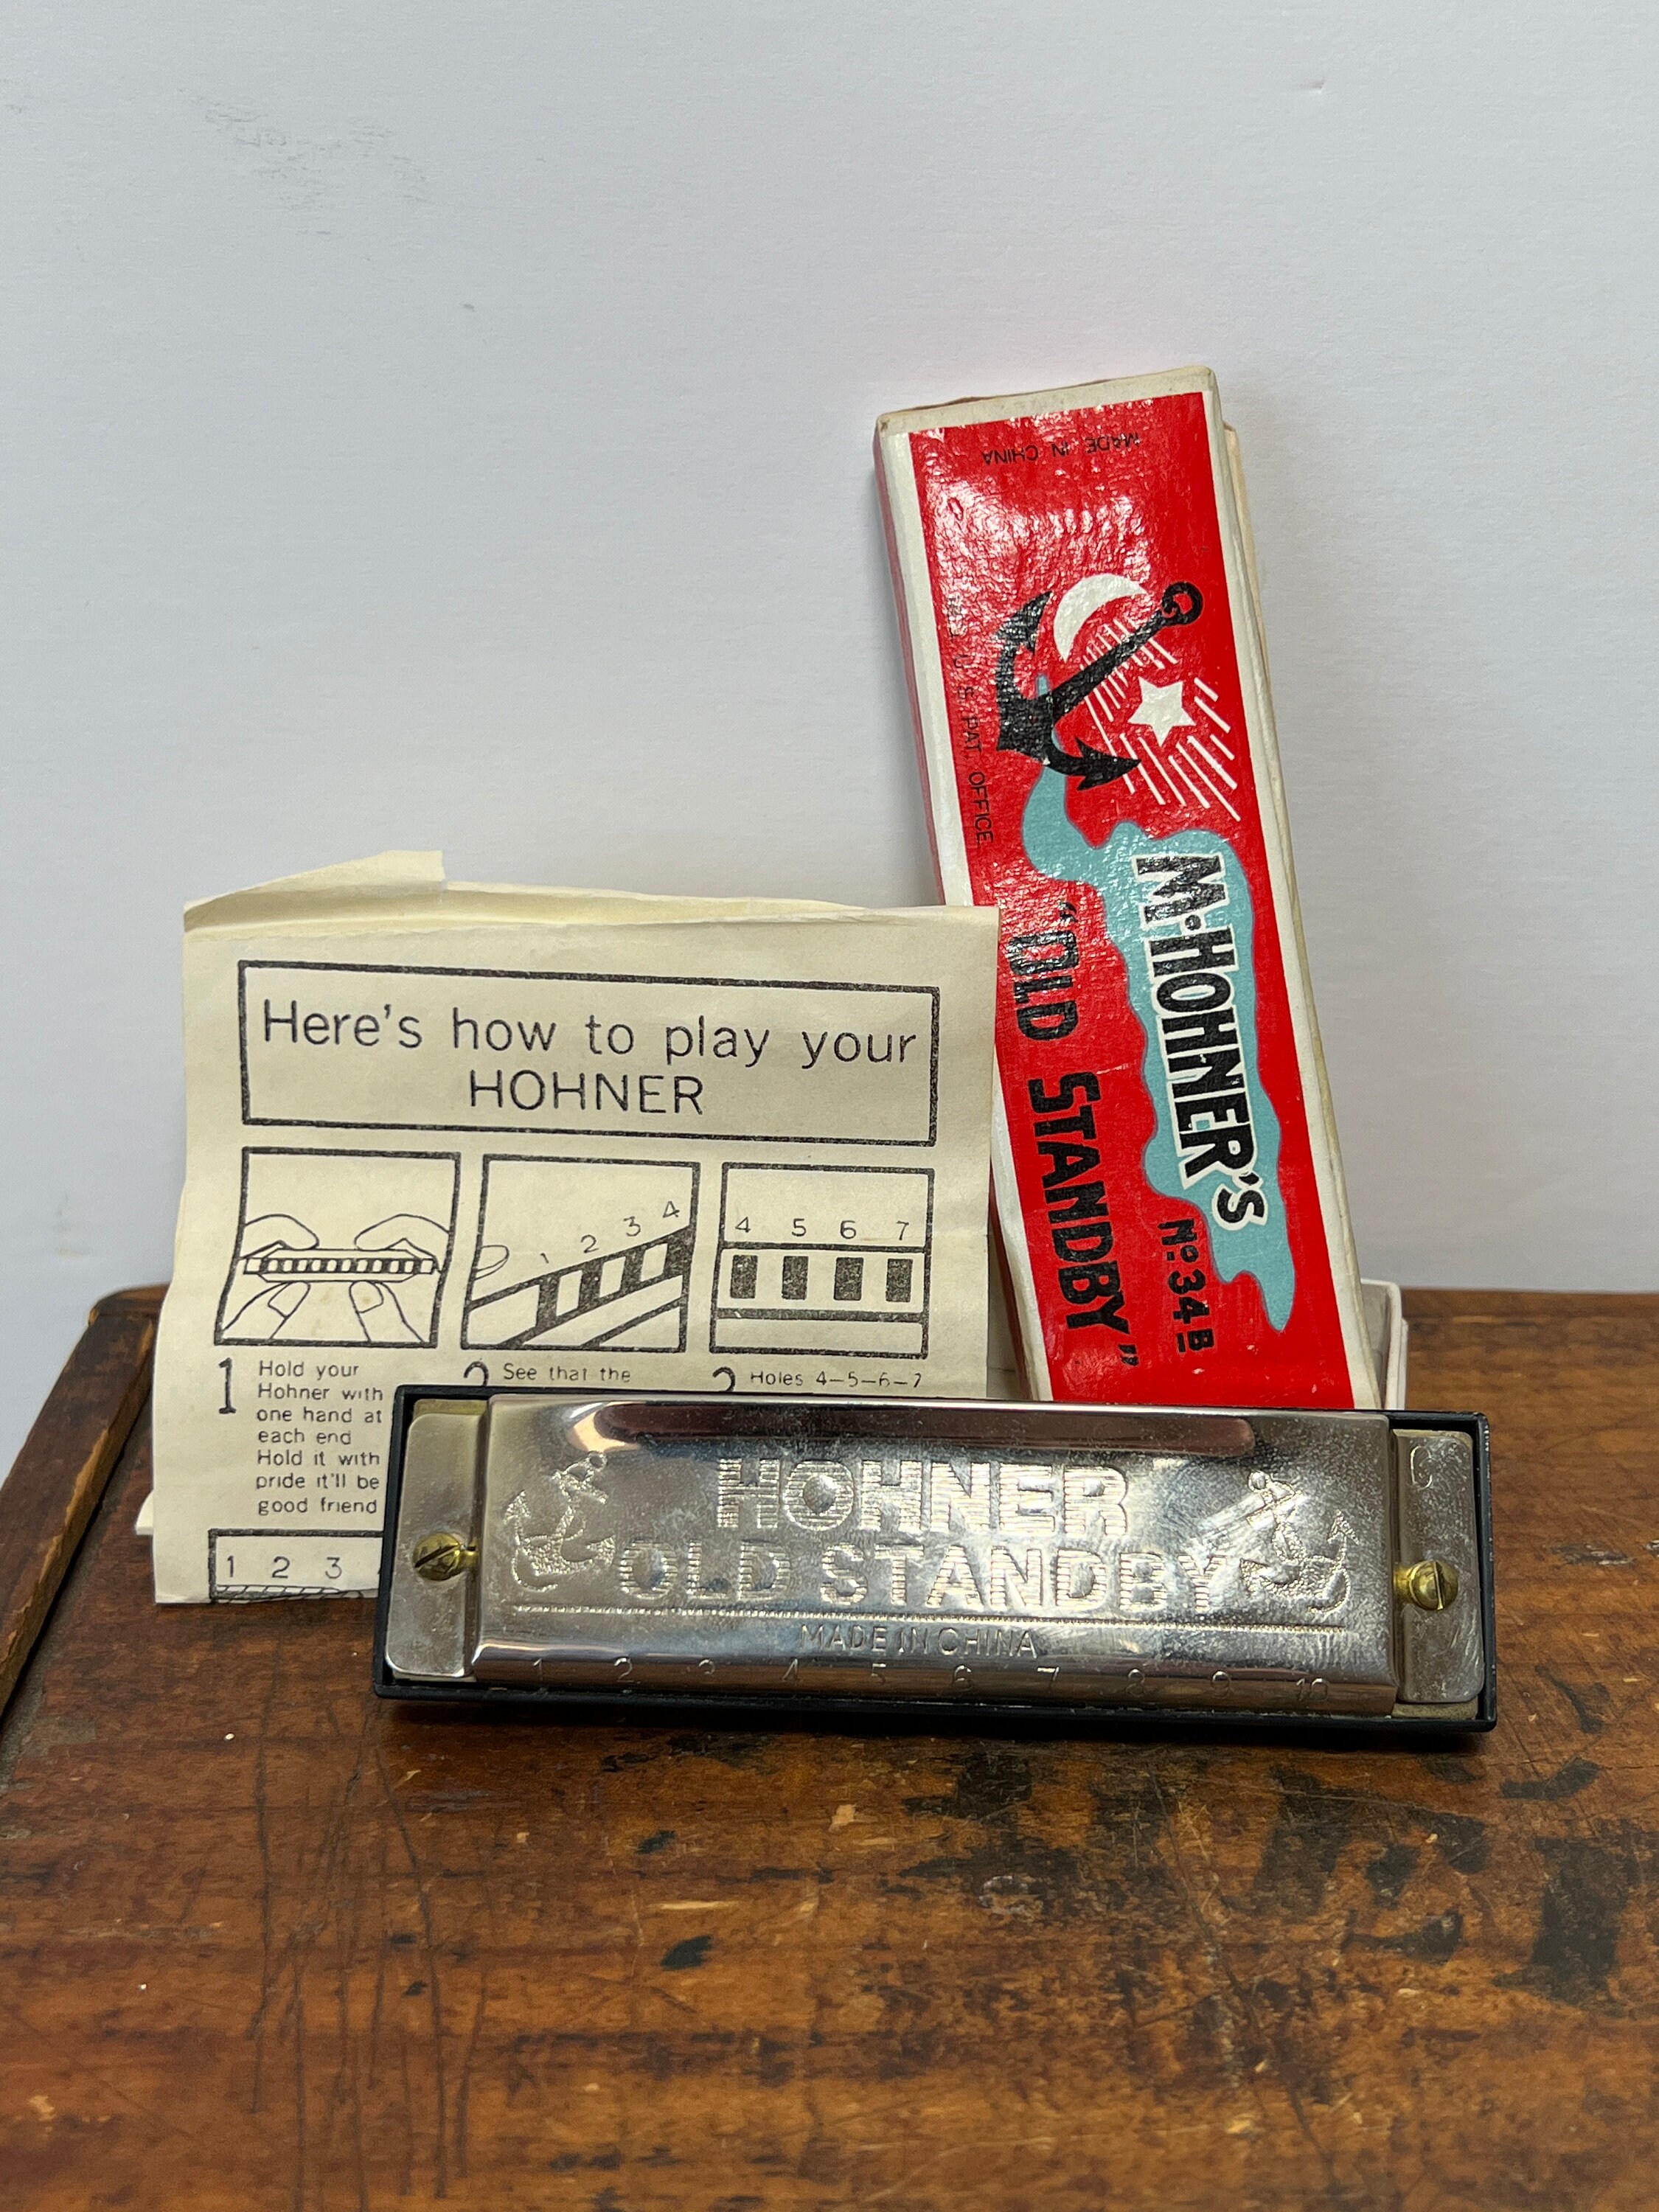 MADE IN CHINA
U.S. PAT. OFFICE
M·HOHNER'S
"OLD STANDBY"
No. 34B
Here's how to play your
HOHNER
1 2 3 4
4 5 6 7
1 Hold your
Hohner with
one hand at
each end
Hold it with
pride it'll be
good friend
See that the
Holes 4–5–6–7
1 2 3
C
HOHNER
OLD STANDBY
MADE IN CHINA
1 2 3 4 5 6 7 8 9 10